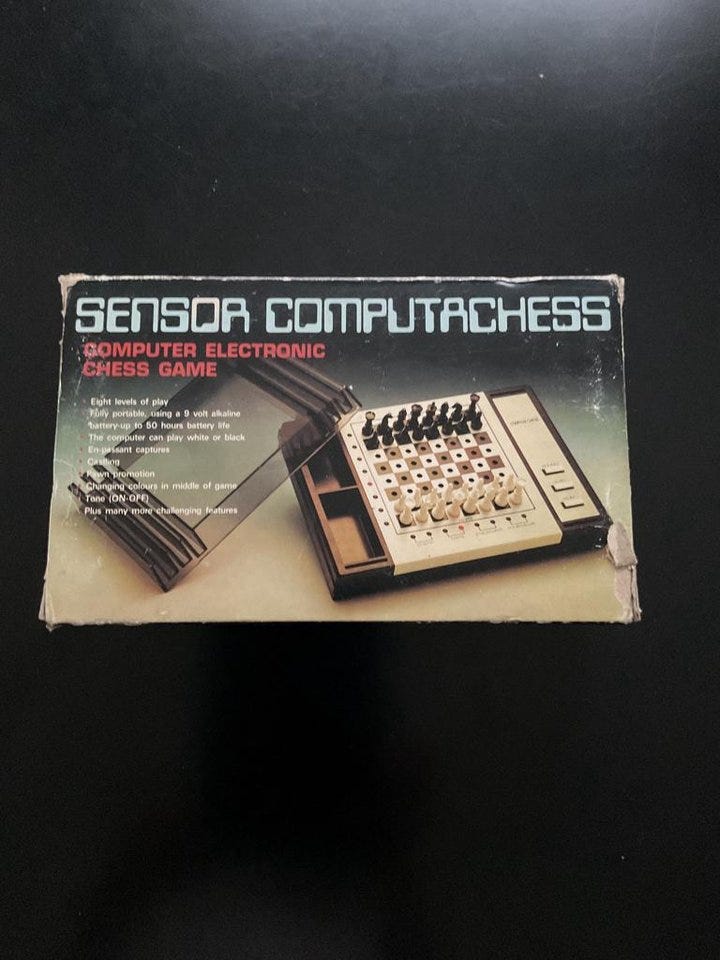 SENSOR COMPUTACHESS
COMPUTER ELECTRONIC
CHESS GAME
Eight levels of play
Fully portable, using a 9 volt alkaline
battery-up to 50 hours battery life
The computer can play white or black
En-passant captures
Castling
Pawn promotion
Changing colours in middle of game
Tone (ON-OFF)
Plus many more challenging features